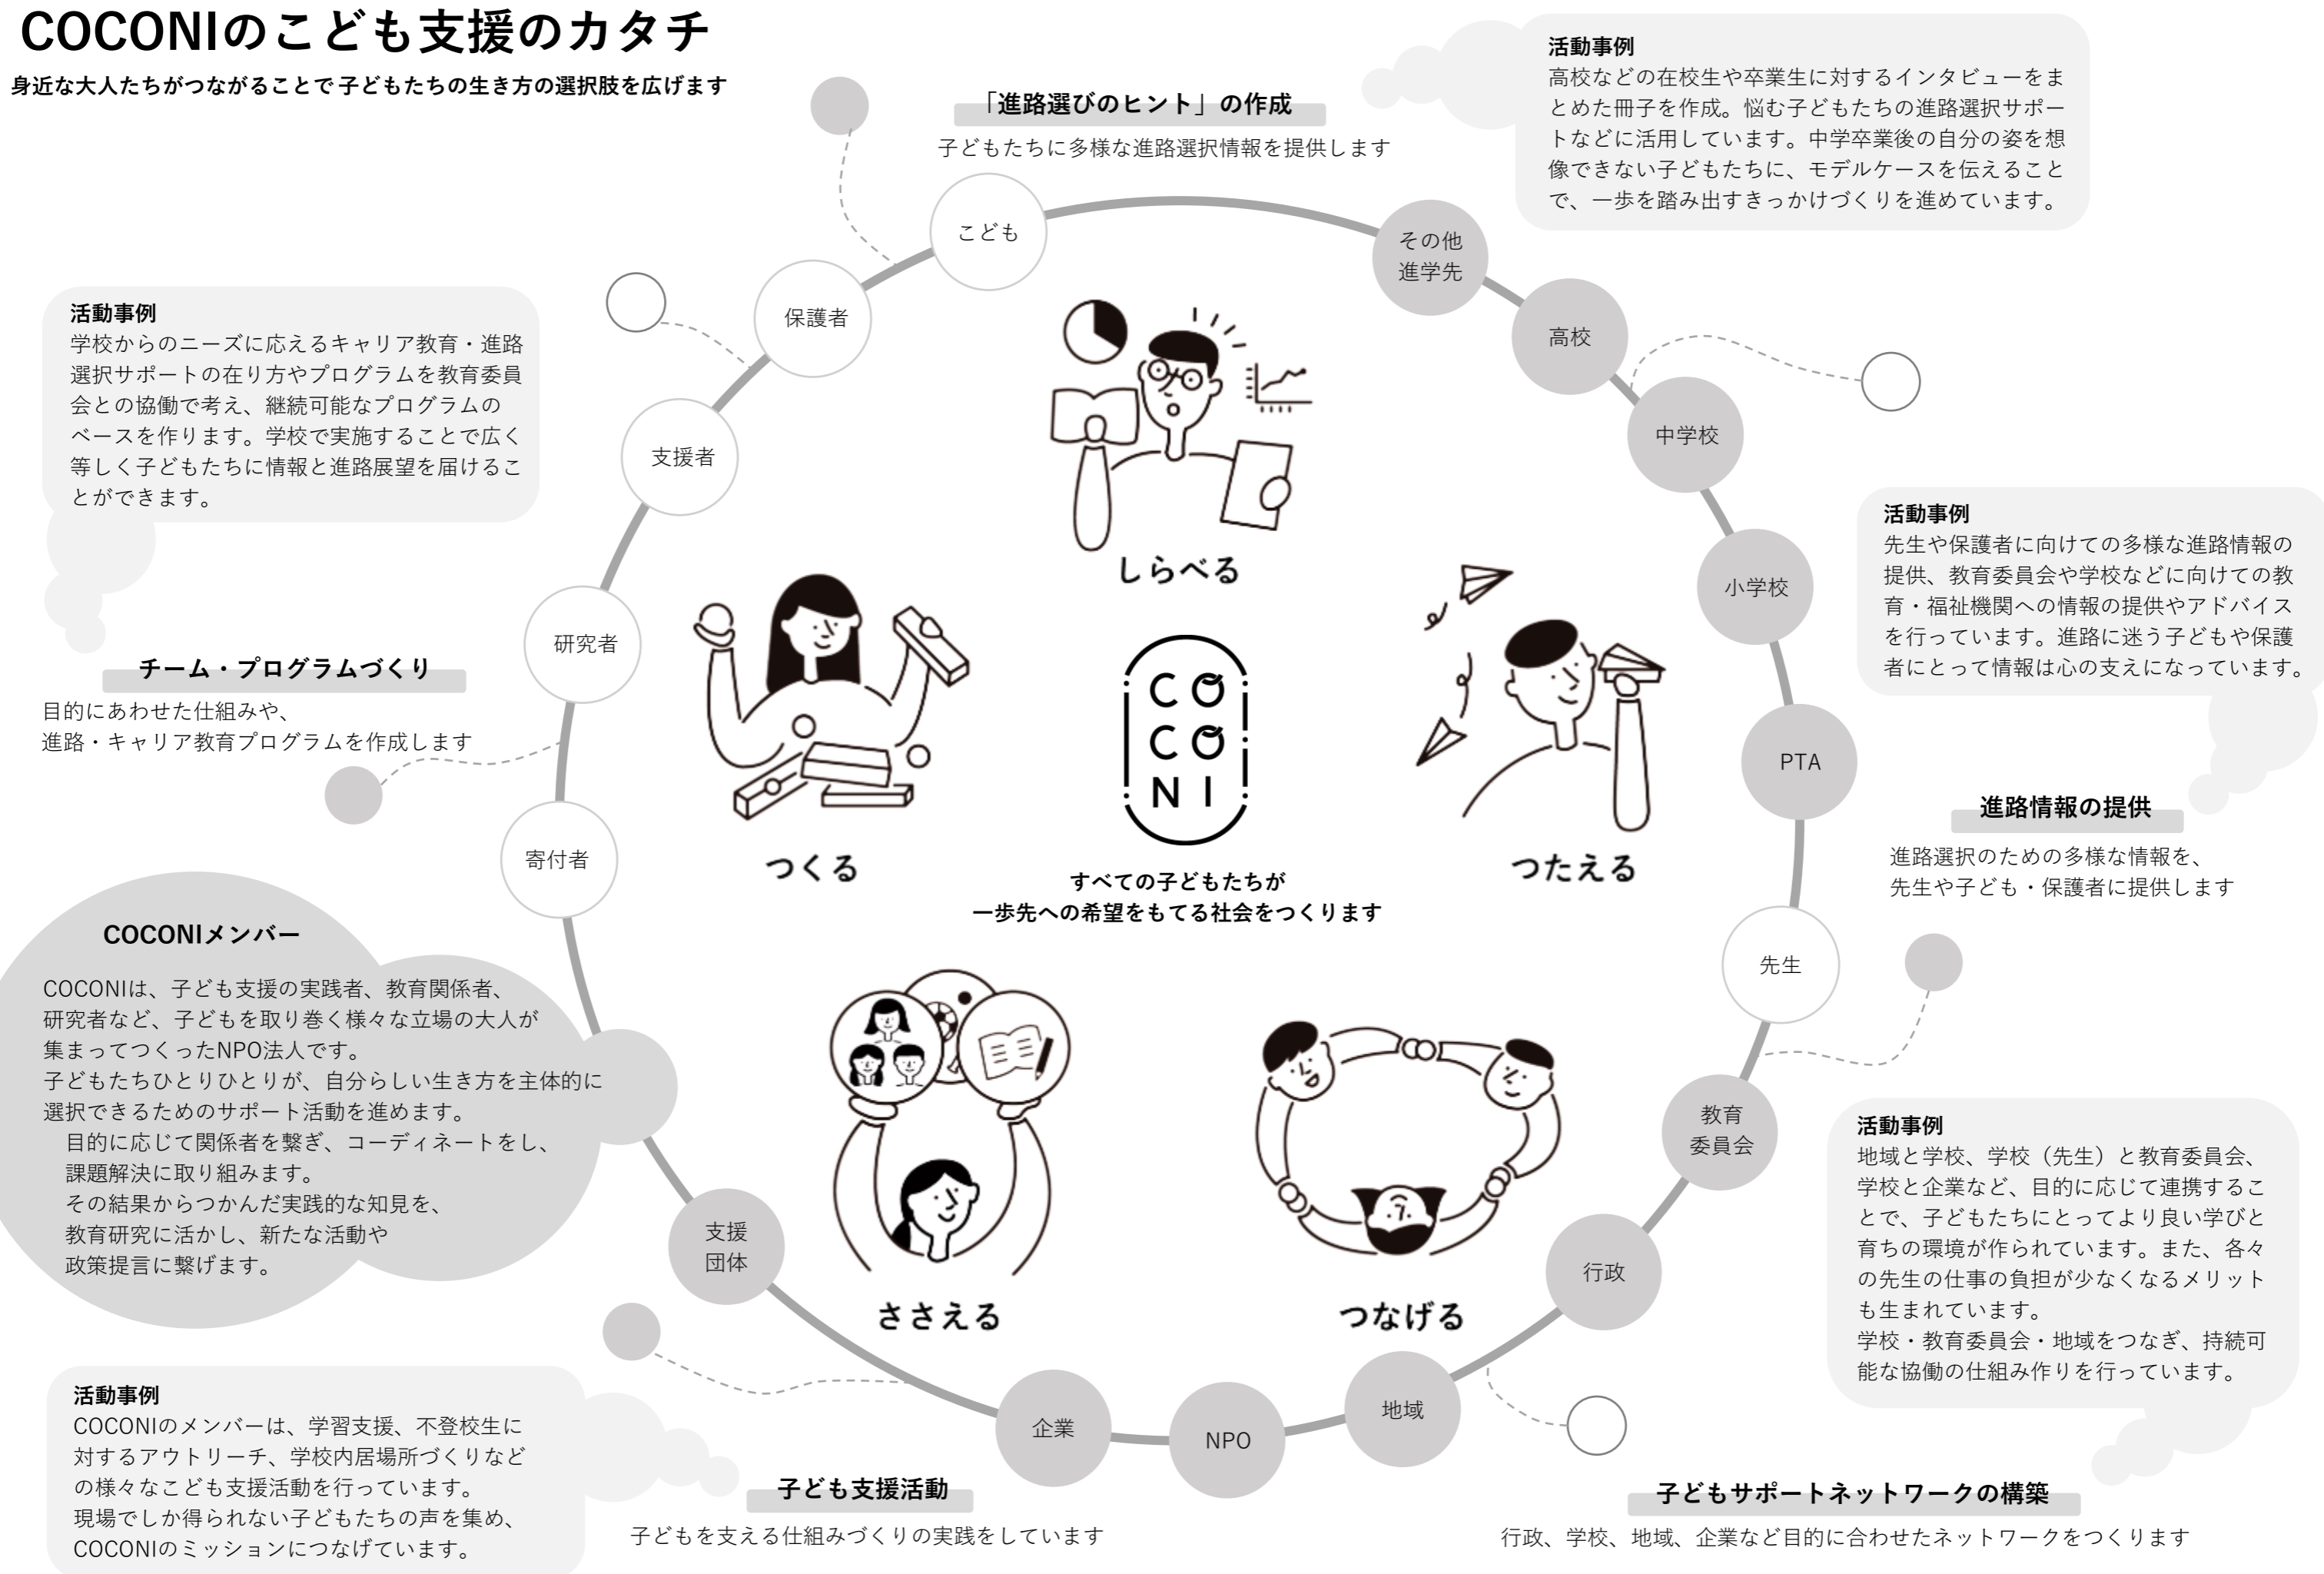 COCONIのこども支援のカタチ
身近な大人たちがつながることで子どもたちの生き方の選択肢を広げます
「進路選びのヒント」の作成
子どもたちに多様な進路選択情報を提供します
活動事例
高校などの在校生や卒業生に対するインタビューをま
とめた冊子を作成。悩む子どもたちの進路選択サポー
トなどに活用しています。中学卒業後の自分の姿を想
像できない子どもたちに、モデルケースを伝えること
で、一歩を踏み出すきっかけづくりを進めています。
こども
その他
進学先
保護者
高校
活動事例
学校からのニーズに応えるキャリア教育・進路
選択サポートの在り方やプログラムを教育委員
会との協働で考え、継続可能なプログラムの
ベースを作ります。学校で実施することで広く
等しく子どもたちに情報と進路展望を届けるこ
とができます。
支援者
中学校
しらべる
小学校
活動事例
先生や保護者に向けての多様な進路情報の
提供、教育委員会や学校などに向けての教
育・福祉機関への情報の提供やアドバイス
を行っています。進路に迷う子どもや保護
者にとって情報は心の支えになっています。
研究者
チーム・プログラムづくり
目的にあわせた仕組みや、
進路・キャリア教育プログラムを作成します
CO
CO
NI
PTA
進路情報の提供
進路選択のための多様な情報を、
先生や子ども・保護者に提供します
寄付者
つくる
つたえる
すべての子どもたちが
一歩先への希望をもてる社会をつくります
先生
COCONIメンバー
COCONIは、子ども支援の実践者、教育関係者、
研究者など、子どもを取り巻く様々な立場の大人が
集まってつくったNPO法人です。
子どもたちひとりひとりが、自分らしい生き方を主体的に
選択できるためのサポート活動を進めます。
目的に応じて関係者を繋ぎ、コーディネートをし、
課題解決に取り組みます。
その結果からつかんだ実践的な知見を、
教育研究に活かし、新たな活動や
政策提言に繋げます。
教育
委員会
活動事例
地域と学校、学校（先生）と教育委員会、
学校と企業など、目的に応じて連携するこ
とで、子どもたちにとってより良い学びと
育ちの環境が作られています。また、各々
の先生の仕事の負担が少なくなるメリット
も生まれています。
学校・教育委員会・地域をつなぎ、持続可
能な協働の仕組み作りを行っています。
支援
団体
行政
ささえる
つなげる
企業
NPO
地域
活動事例
COCONIのメンバーは、学習支援、不登校生に
対するアウトリーチ、学校内居場所づくりなど
の様々なこども支援活動を行っています。
現場でしか得られない子どもたちの声を集め、
COCONIのミッションにつなげています。
子ども支援活動
子どもを支える仕組みづくりの実践をしています
子どもサポートネットワークの構築
行政、学校、地域、企業など目的に合わせたネットワークをつくります